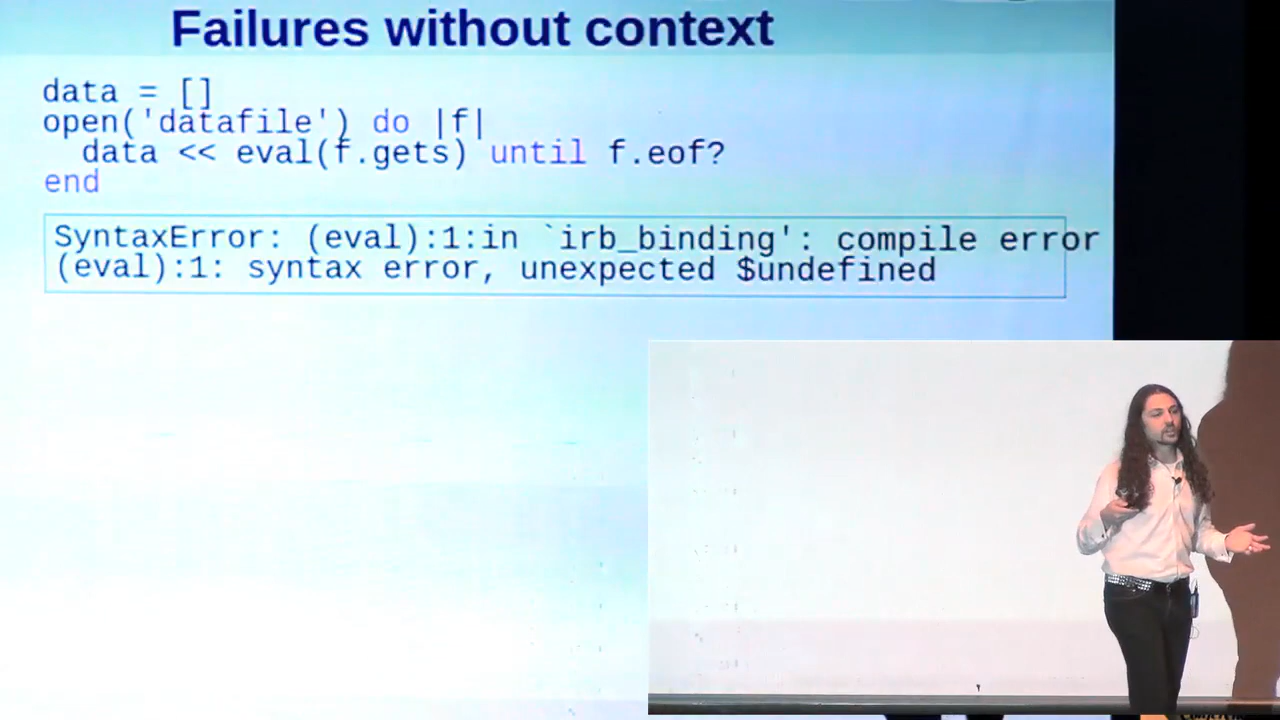 Failures without context
data = []
open('datafile') do |f|
  data << eval(f.gets) until f.eof?
end
SyntaxError: (eval):1:in `irb_binding': compile error
(eval):1: syntax error, unexpected $undefined